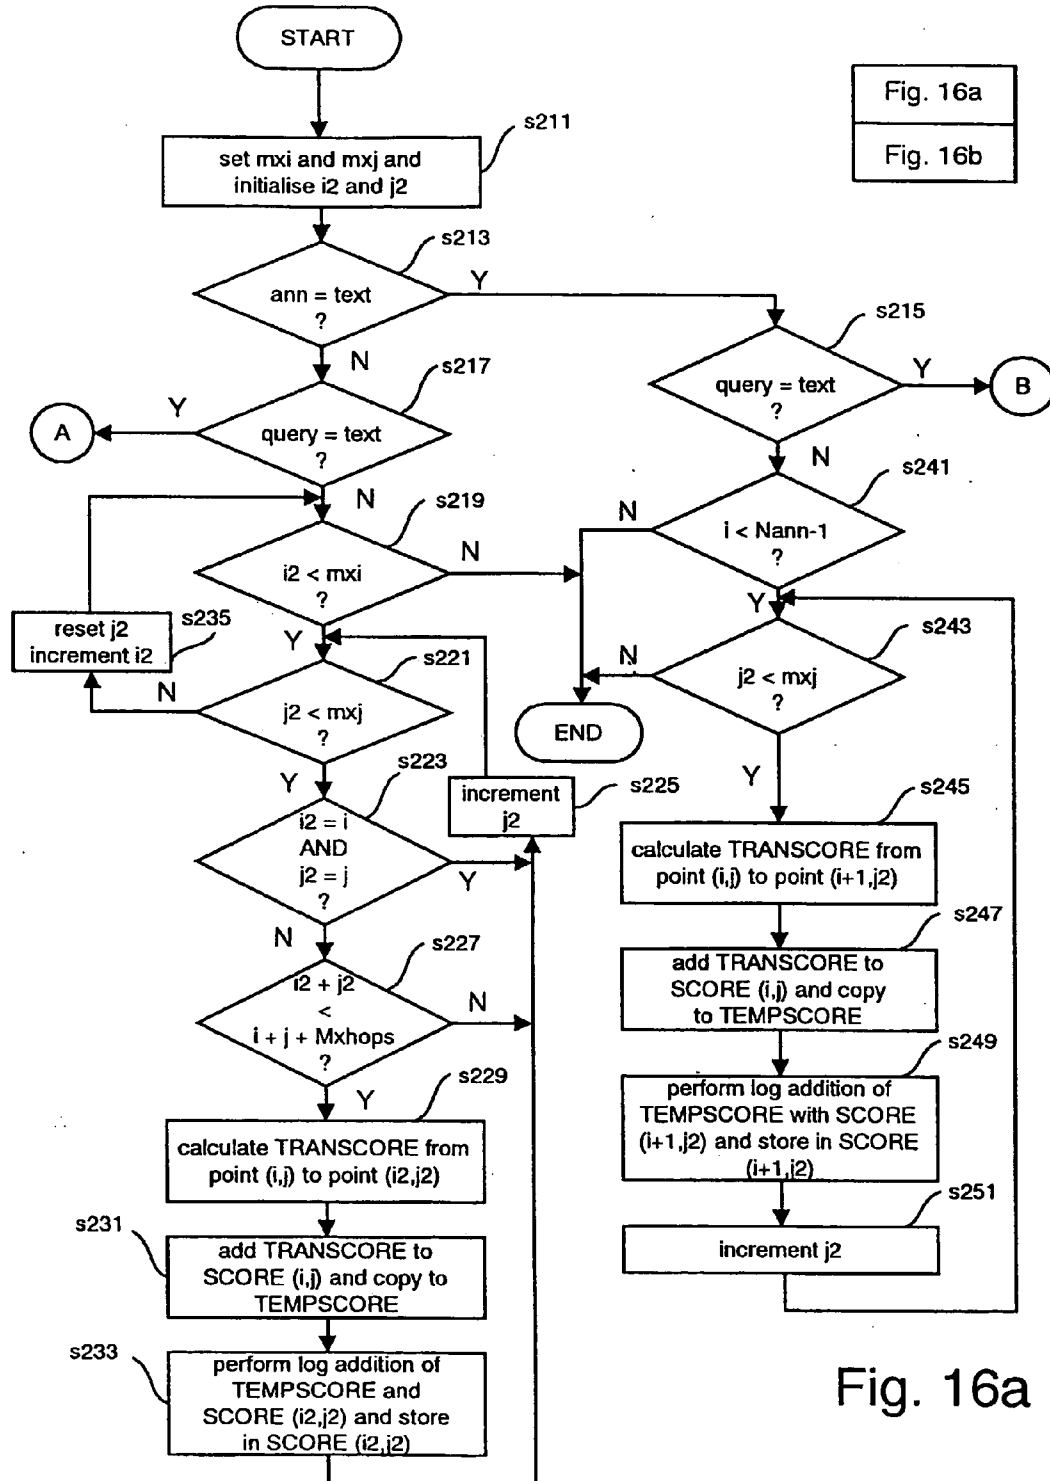 START
Fig. 16a
Fig. 16b
s211
set mxi and mxj and
initialise i2 and j2
s213
ann = text
?
Y
N
s215
query = text
?
Y
B
N
s217
query = text
?
Y
A
N
s241
i < Nann-1
?
N
Y
s219
i2 < mxi
?
N
Y
s235
reset j2
increment i2
s243
j2 < mxj
?
N
Y
END
s221
j2 < mxj
?
N
Y
s223
i2 = i
AND
j2 = j
?
Y
N
s225
increment
j2
s245
calculate TRANSCORE from
point (i,j) to point (i+1,j2)
s227
i2 + j2
<
i + j + Mxhops
?
N
Y
s247
add TRANSCORE to
SCORE (i,j) and copy
to TEMPSCORE
s229
calculate TRANSCORE from
point (i,j) to point (i2,j2)
s249
perform log addition of
TEMPSCORE with SCORE
(i+1,j2) and store in SCORE
(i+1,j2)
s231
add TRANSCORE to
SCORE (i,j) and copy to
TEMPSCORE
s251
increment j2
s233
perform log addition of
TEMPSCORE and
SCORE (i2,j2) and store
in SCORE (i2,j2)
Fig. 16a